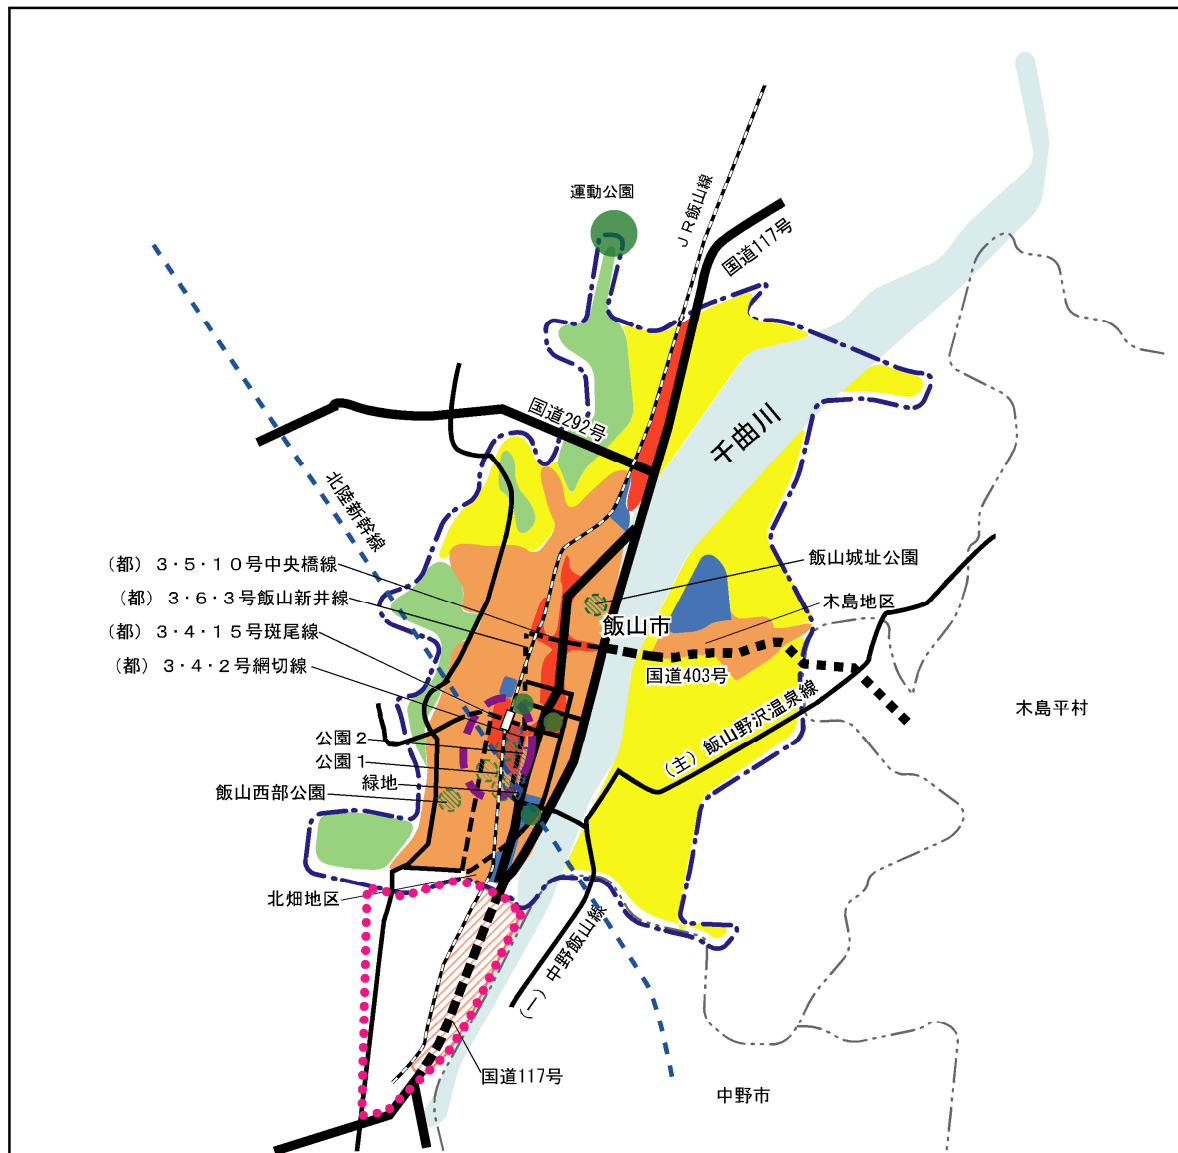 運動公園
ＪＲ飯山線
国道117号
国道292号
千曲川
北陸新幹線
（都）３・５・１０号中央橋線
（都）３・６・３号飯山新井線
（都）３・４・１５号斑尾線
（都）３・４・２号綱切線
飯山城址公園
木島地区
飯山市
国道403号
木島平村
（主）飯山野沢温泉線
公園２
公園１
緑地
飯山西部公園
北畑地区
（一）中野飯山線
国道117号
中野市